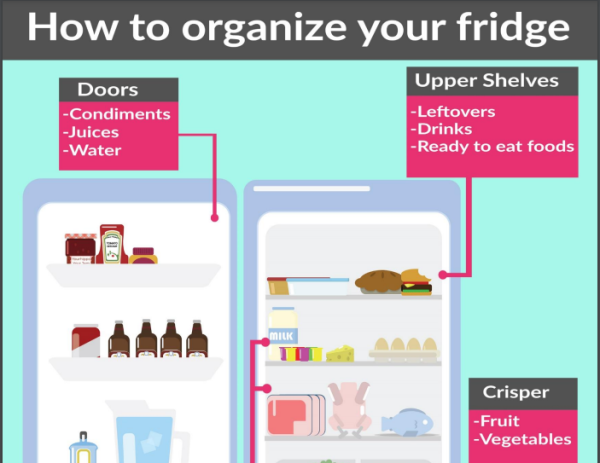 How to organize your fridge
Doors
-Condiments
-Juices
-Water
Upper Shelves
-Leftovers
-Drinks
-Ready to eat foods
MILK
Crisper
-Fruit
-Vegetables